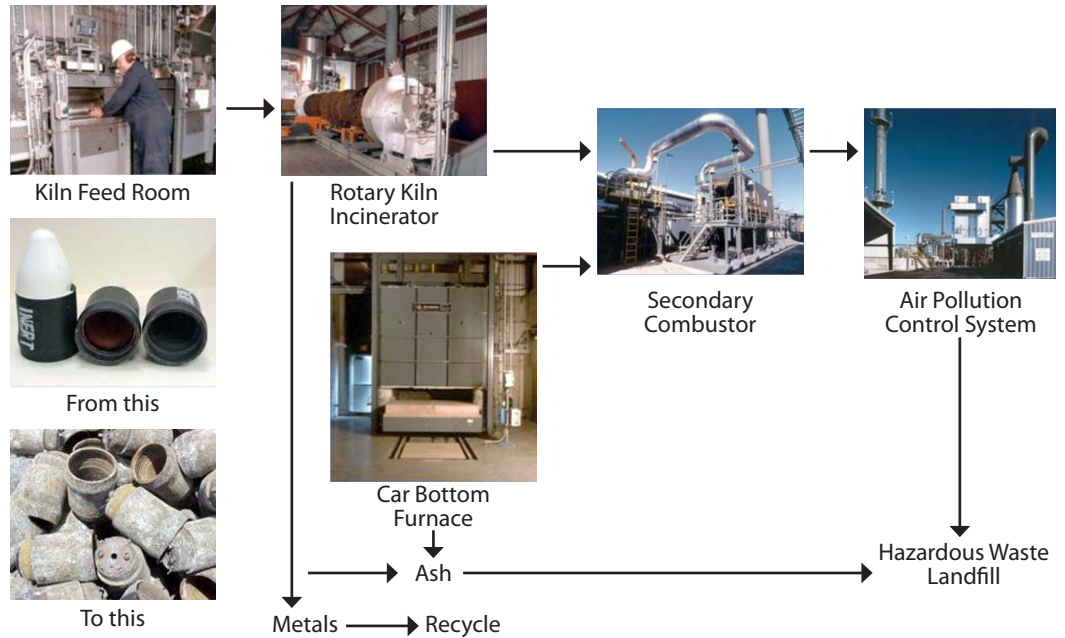 Kiln Feed Room
Rotary Kiln
Incinerator
Secondary
Combustor
Air Pollution
Control System
INERT
From this
Car Bottom
Furnace
To this
Ash
Hazardous Waste
Landfill
Metals
Recycle